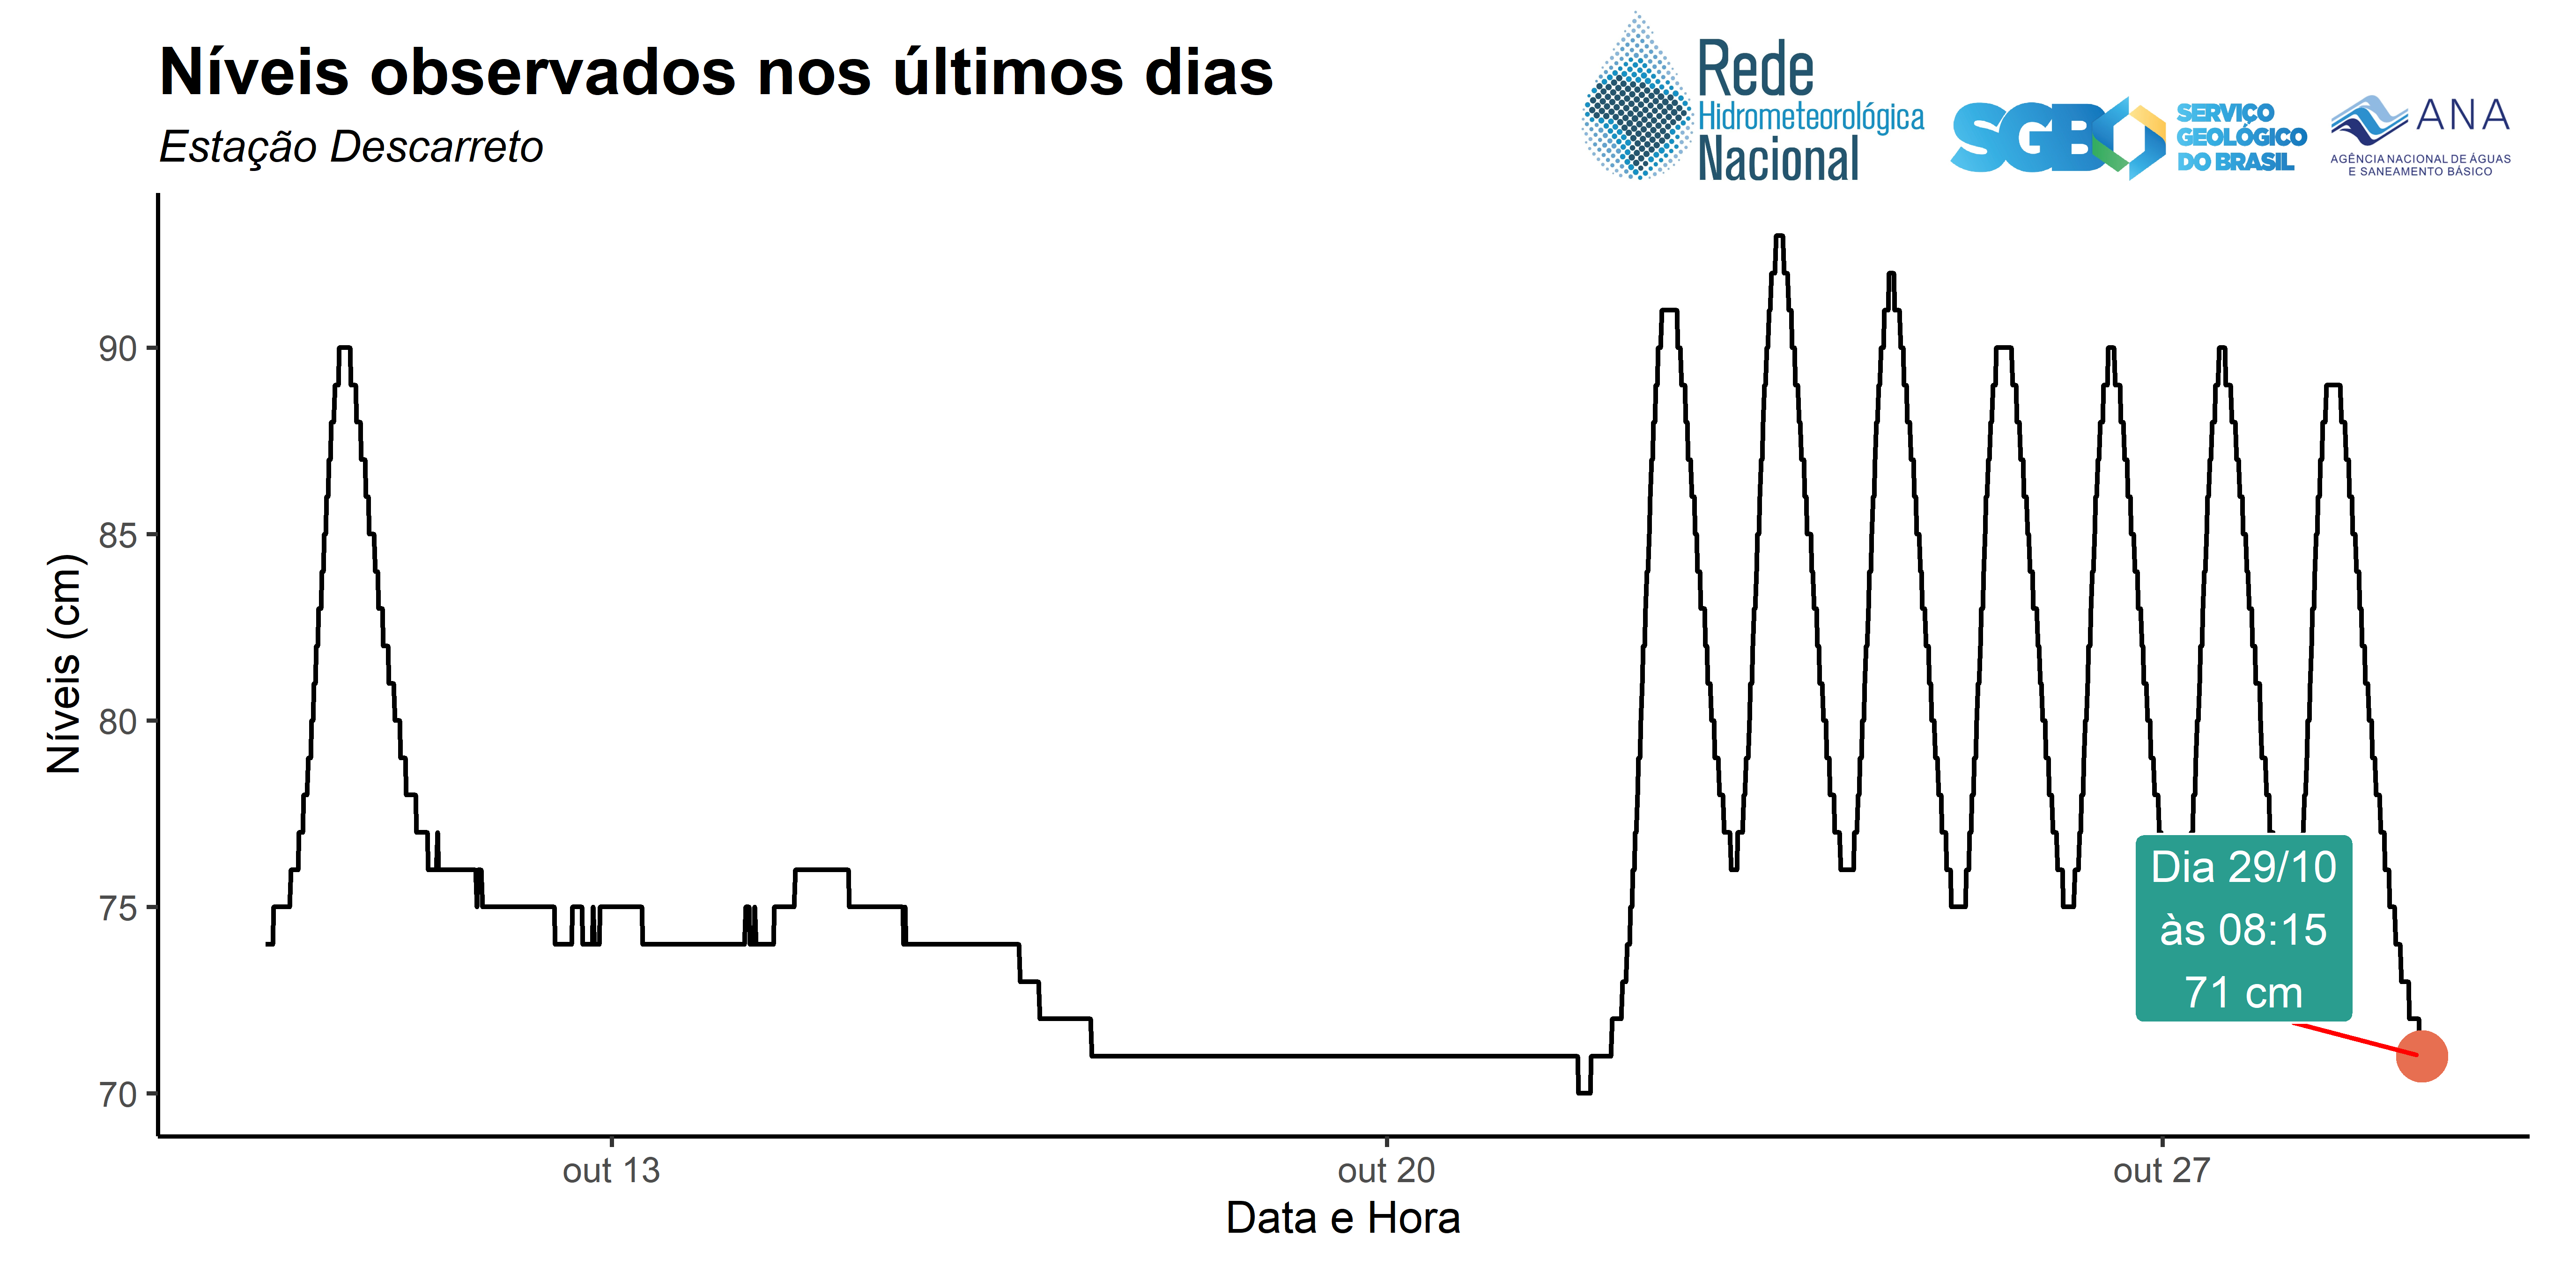 Níveis observados nos últimos dias
Estação Descarreto
Rede
Hidrometeorológica
Nacional
SGB
SERVIÇO
GEOLÓGICO
DO BRASIL
ANA
AGÊNCIA NACIONAL DE ÁGUAS
E SANEAMENTO BÁSICO
Níveis (cm)
90
85
80
75
70
Dia 29/10
às 08:15
71 cm
out 13
out 20
out 27
Data e Hora